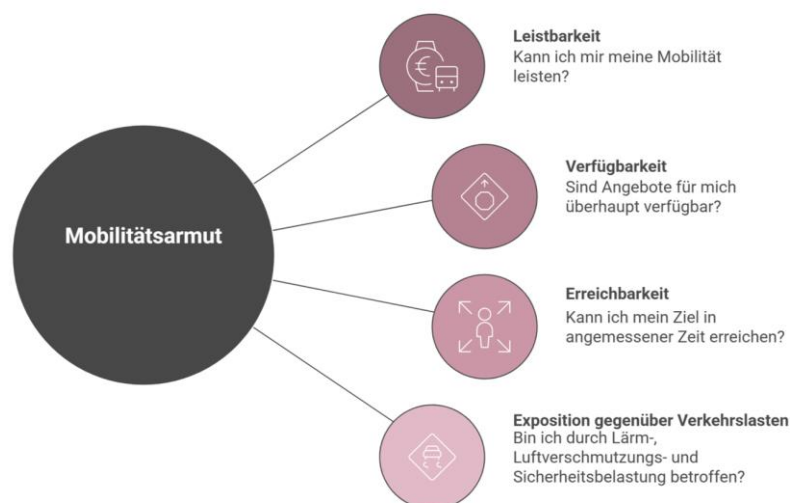 Leistbarkeit
Kann ich mir meine Mobilität
leisten?
Verfügbarkeit
Sind Angebote für mich
überhaupt verfügbar?
Mobilitätsarmut
Erreichbarkeit
Kann ich mein Ziel in
angemessener Zeit erreichen?
Exposition gegenüber Verkehrslasten
Bin ich durch Lärm-,
Luftverschmutzungs- und
Sicherheitsbelastung betroffen?